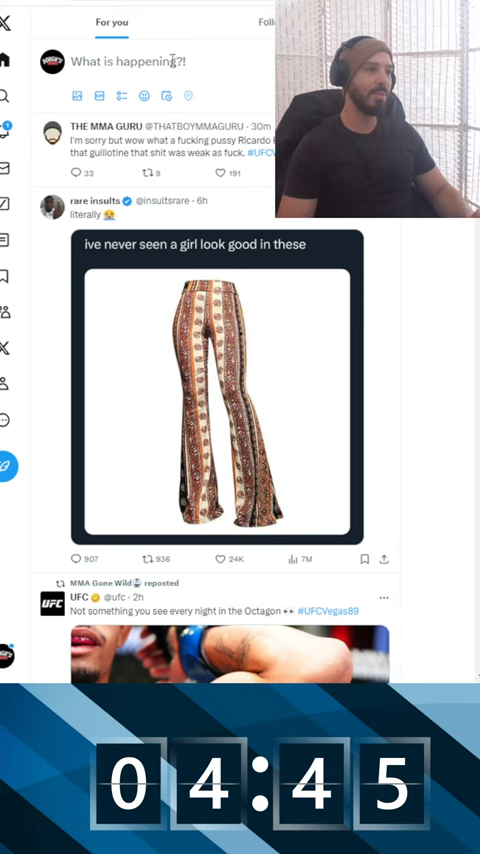 For you
Foll
What is happening?!
THE MMA GURU @THATBOYMMAGURU · 30m
I'm sorry but wow what a fucking pussy Ricardo
that guillotine that shit was weak as fuck. #UFCV
33
9
191
rare insults @insultsrare · 6h
literally 😭
ive never seen a girl look good in these
907
936
24K
7M
MMA Gone Wild reposted
UFC @ufc · 2h
UFC
Not something you see every night in the Octagon 👀 #UFCVegas89
04:45